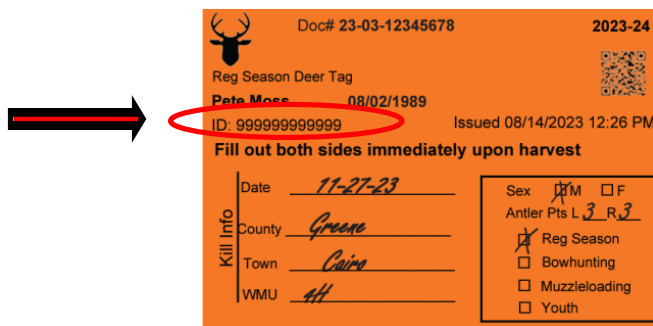 Doc# 23-03-12345678 2023-24
Reg Season Deer Tag
Pete Moss 08/02/1989
ID: 999999999999 Issued 08/14/2023 12:26 PM
Fill out both sides immediately upon harvest
Kill Info
Date 11-27-23
County Greene
Town Cairo
WMU 4H
Sex M F
Antler Pts L 3 R 3
Reg Season
Bowhunting
Muzzleloading
Youth